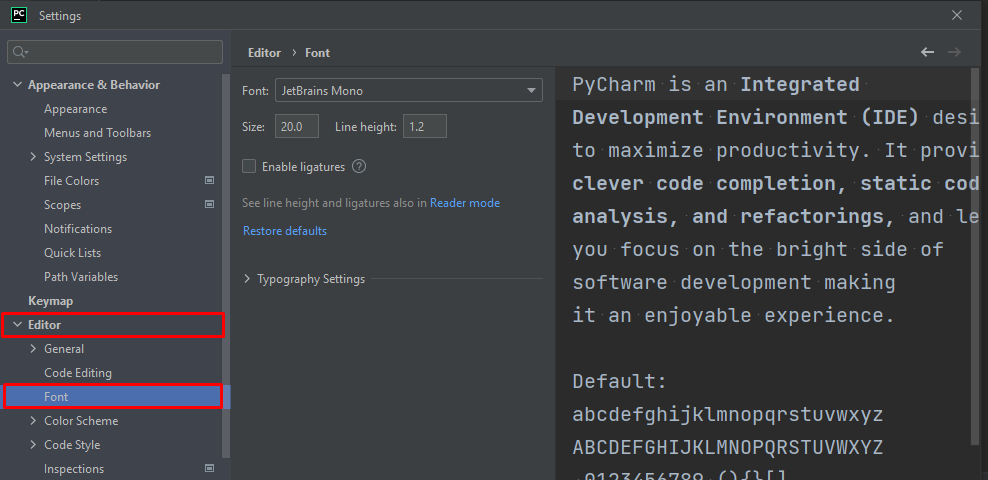 PC Settings
Appearance & Behavior
Appearance
Menus and Toolbars
System Settings
File Colors
Scopes
Notifications
Quick Lists
Path Variables
Keymap
Editor
General
Code Editing
Font
Color Scheme
Code Style
Inspections
Editor › Font
Font: JetBrains Mono
Size: 20.0 Line height: 1.2
Enable ligatures ?
See line height and ligatures also in Reader mode
Restore defaults
Typography Settings
PyCharm is an Integrated
Development Environment (IDE) desi
to maximize productivity. It provi
clever code completion, static cod
analysis, and refactorings, and le
you focus on the bright side of
software development making
it an enjoyable experience.
Default:
abcdefghijklmnopqrstuvwxyz
ABCDEFGHIJKLMNOPQRSTUVWXYZ
0123456789 (){}[]